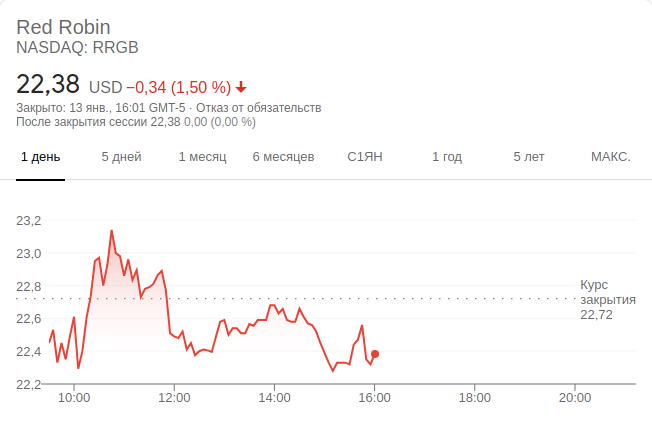 Red Robin
NASDAQ: RRGB
22,38 USD −0,34 (1,50 %)
Закрыто: 13 янв., 16:01 GMT-5 · Отказ от обязательств
После закрытия сессии 22,38 0,00 (0,00 %)
1 день 5 дней 1 месяц 6 месяцев С1ЯН 1 год 5 лет МАКС.
23,2
23,0
22,8
22,6
22,4
22,2
Курс
закрытия
22,72
10:00 12:00 14:00 16:00 18:00 20:00